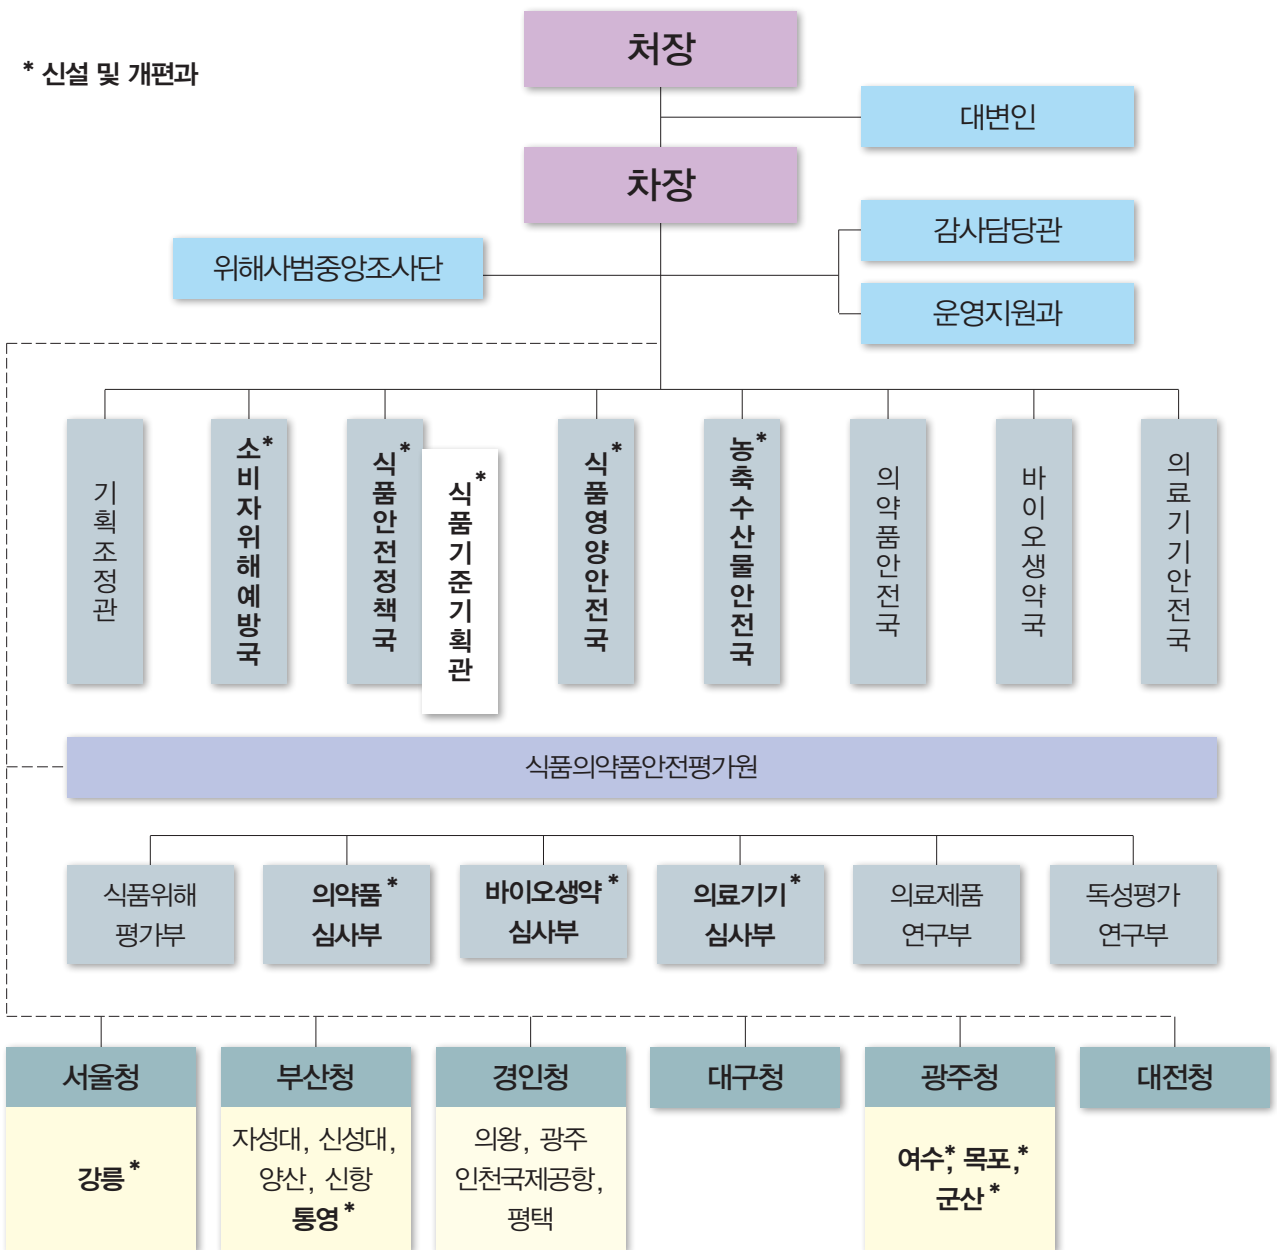 처장
* 신설 및 개편과
대변인
차장
감사담당관
위해사범중앙조사단
운영지원과
기획조정관
소비자위해예방국*
식품안전정책국*
식품기준기획관*
식품영양안전국*
농축수산물안전국*
의약품안전국
바이오생약국
의료기기안전국
식품의약품안전평가원
식품위해
평가부
의약품*
심사부
바이오생약*
심사부
의료기기*
심사부
의료제품
연구부
독성평가
연구부
서울청
강릉*
부산청
자성대, 신성대,
양산, 신항
통영*
경인청
의왕, 광주
인천국제공항,
평택
대구청
광주청
여수*, 목포,*
군산*
대전청